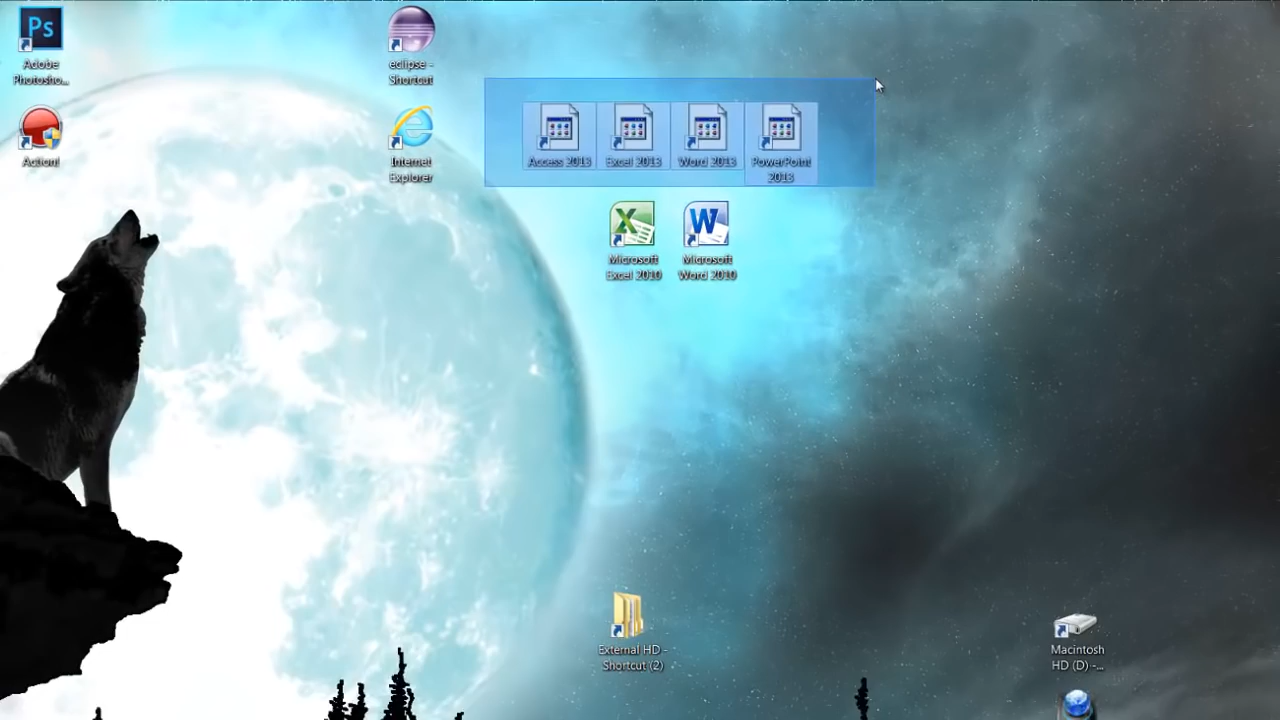 Ps
Adobe
Photosho...
Action!
eclipse -
Shortcut
Internet
Explorer
Access 2013
Excel 2013
Word 2013
PowerPoint
2013
Microsoft
Excel 2010
Microsoft
Word 2010
External HD -
Shortcut (2)
Macintosh
HD (D) -...